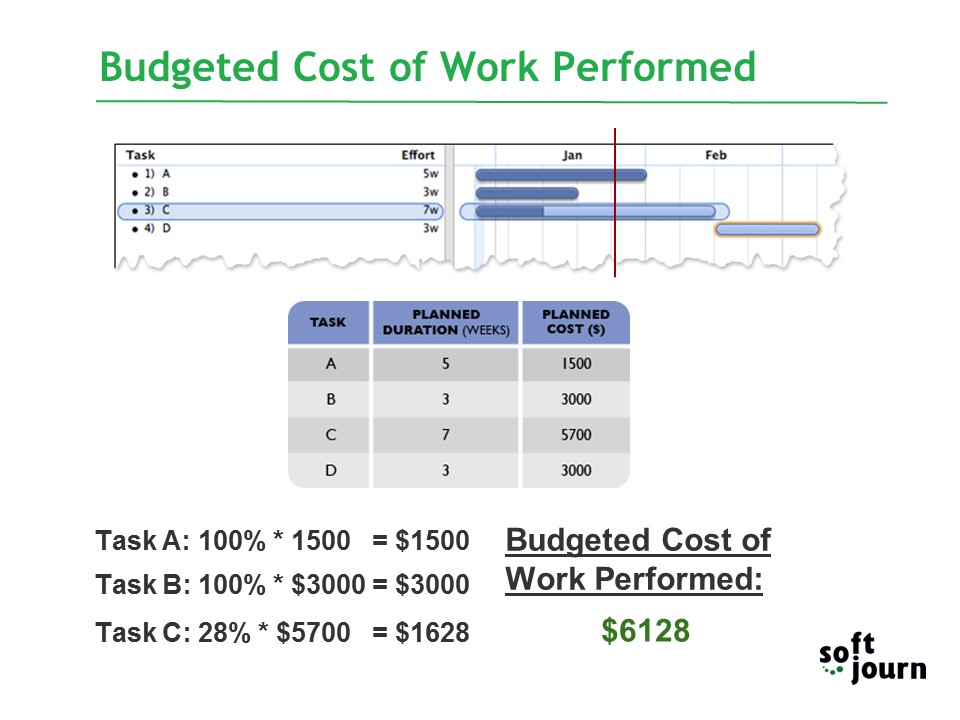 Budgeted Cost of Work Performed
Task Effort Jan Feb
• 1) A 5w
• 2) B 3w
• 3) C 7w
• 4) D 3w
TASK PLANNED DURATION (WEEKS) PLANNED COST ($)
A 5 1500
B 3 3000
C 7 5700
D 3 3000
Task A: 100% * 1500 = $1500
Task B: 100% * $3000 = $3000
Task C: 28% * $5700 = $1628
Budgeted Cost of
Work Performed:
$6128
soft
journ